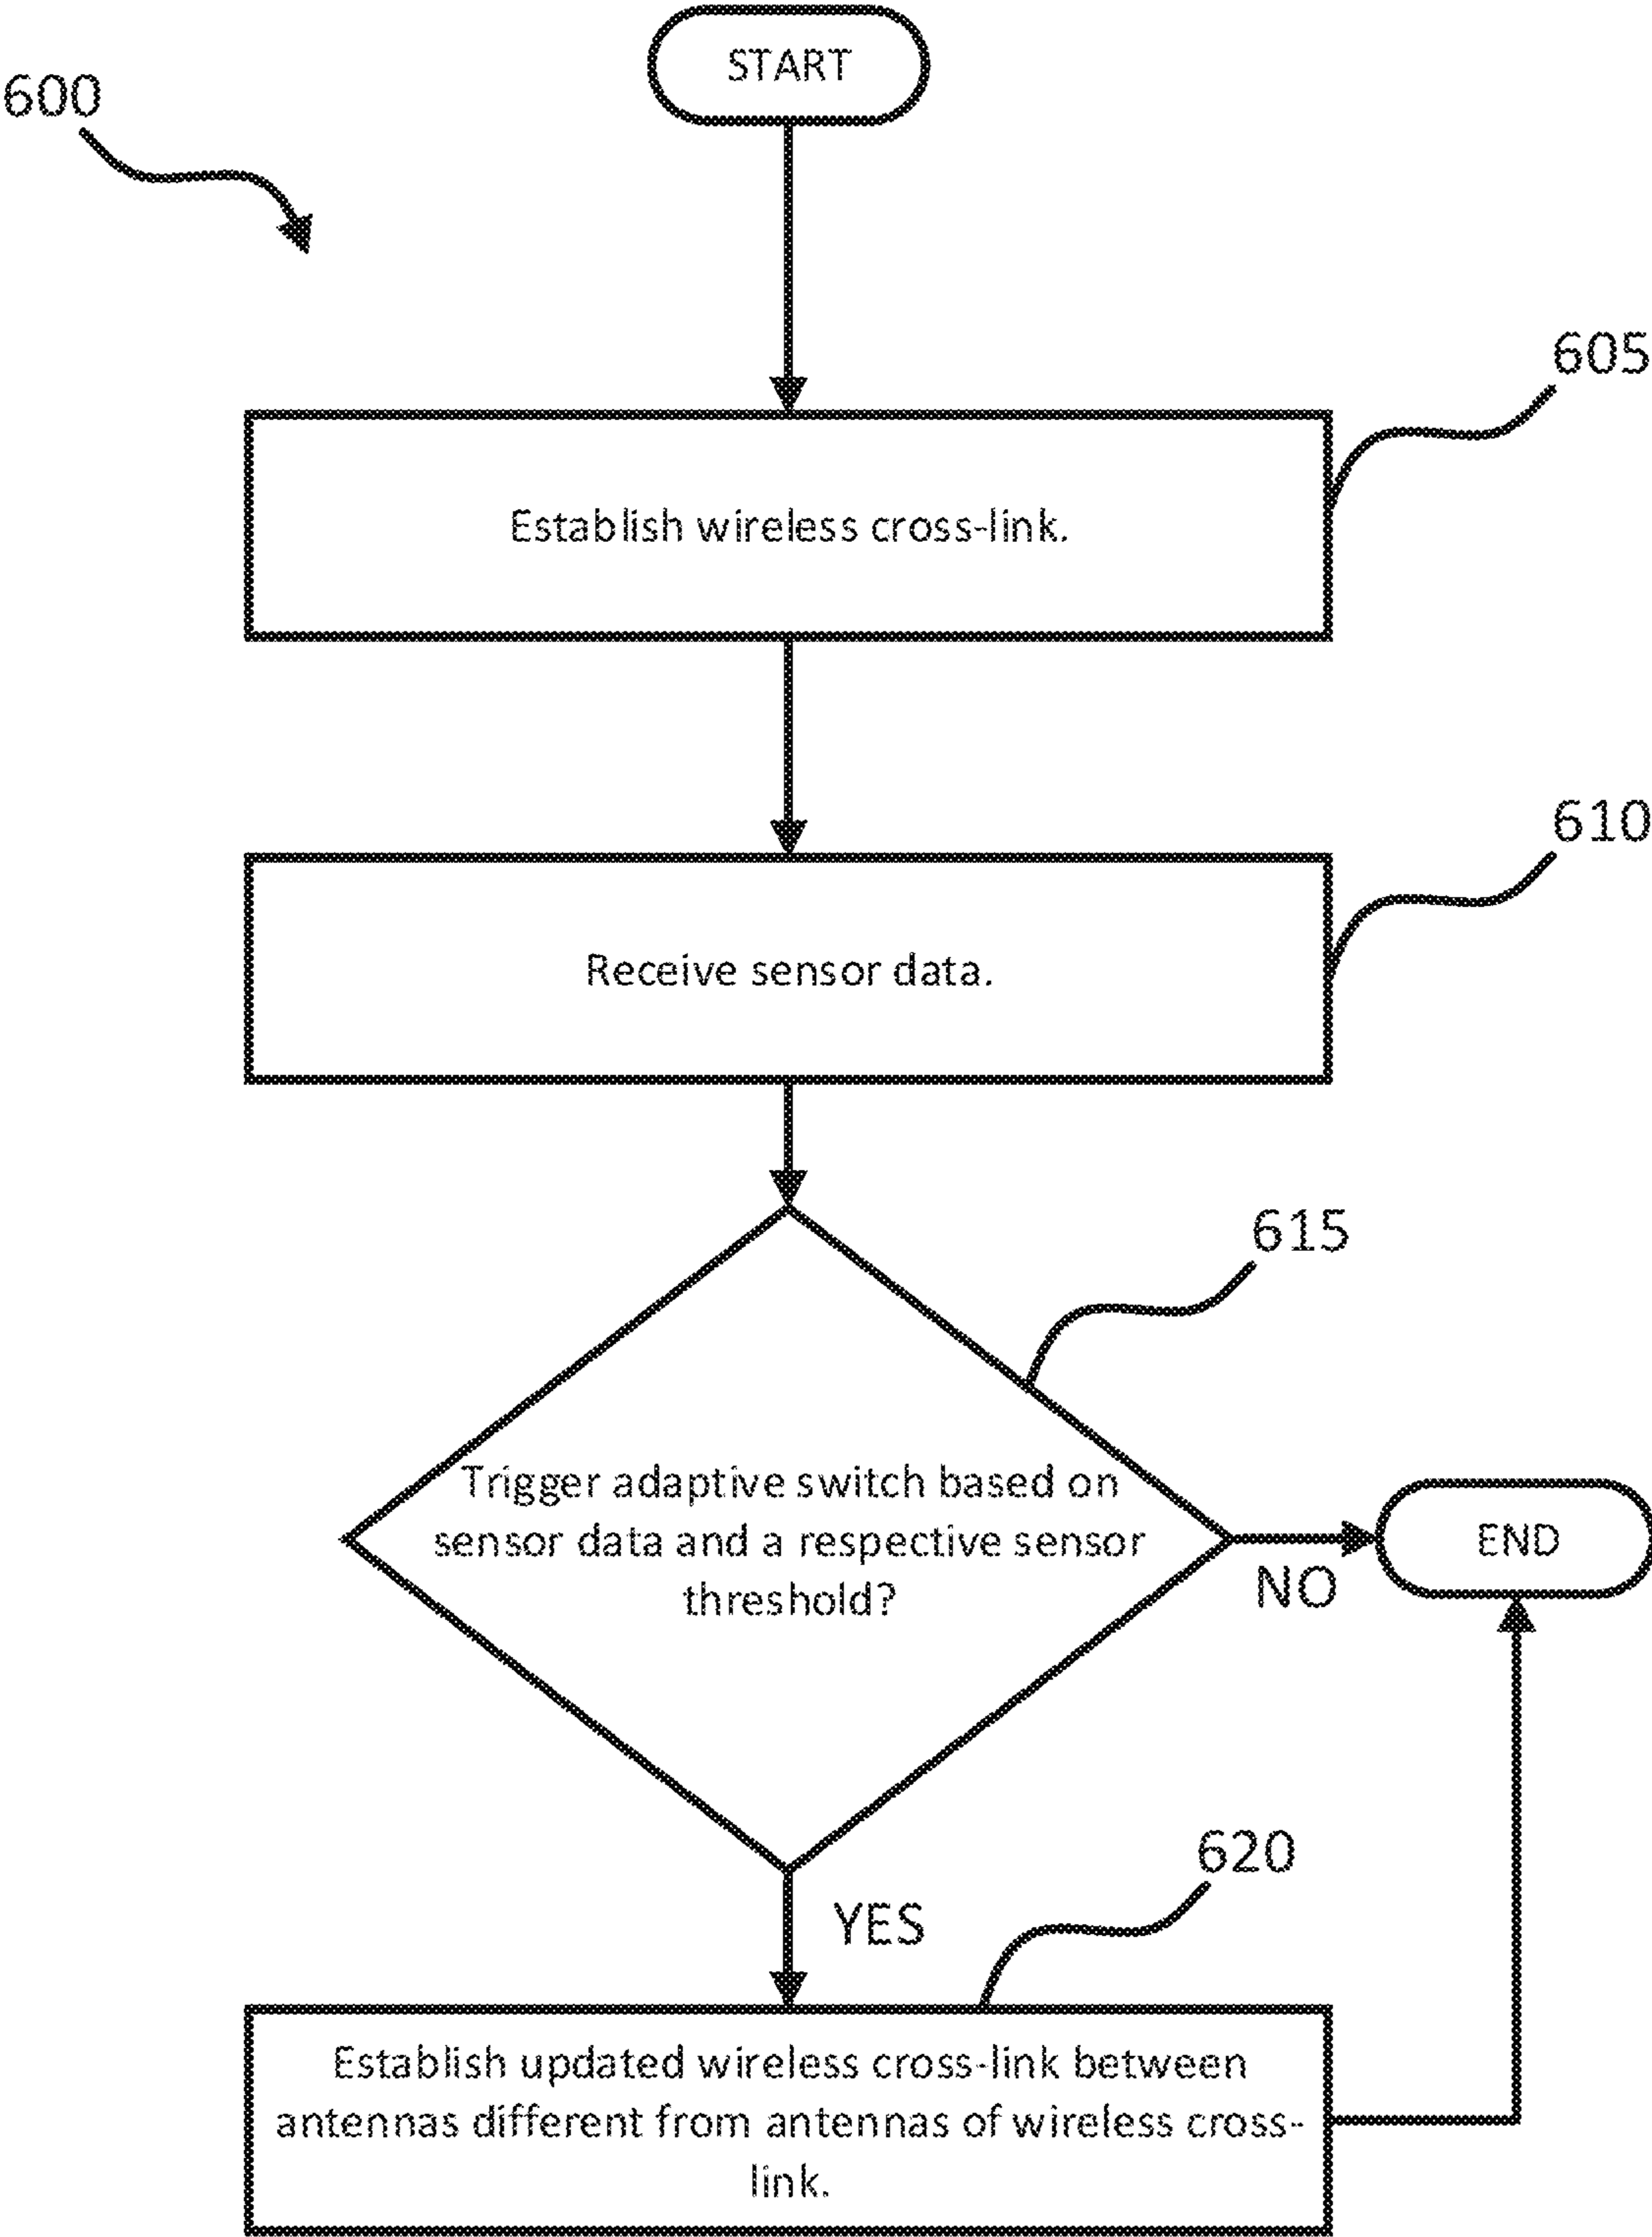 START
600
605
Establish wireless cross-link.
610
Receive sensor data.
615
Trigger adaptive switch based on
sensor data and a respective sensor
threshold?
END
NO
620
YES
Establish updated wireless cross-link between
antennas different from antennas of wireless cross-
link.